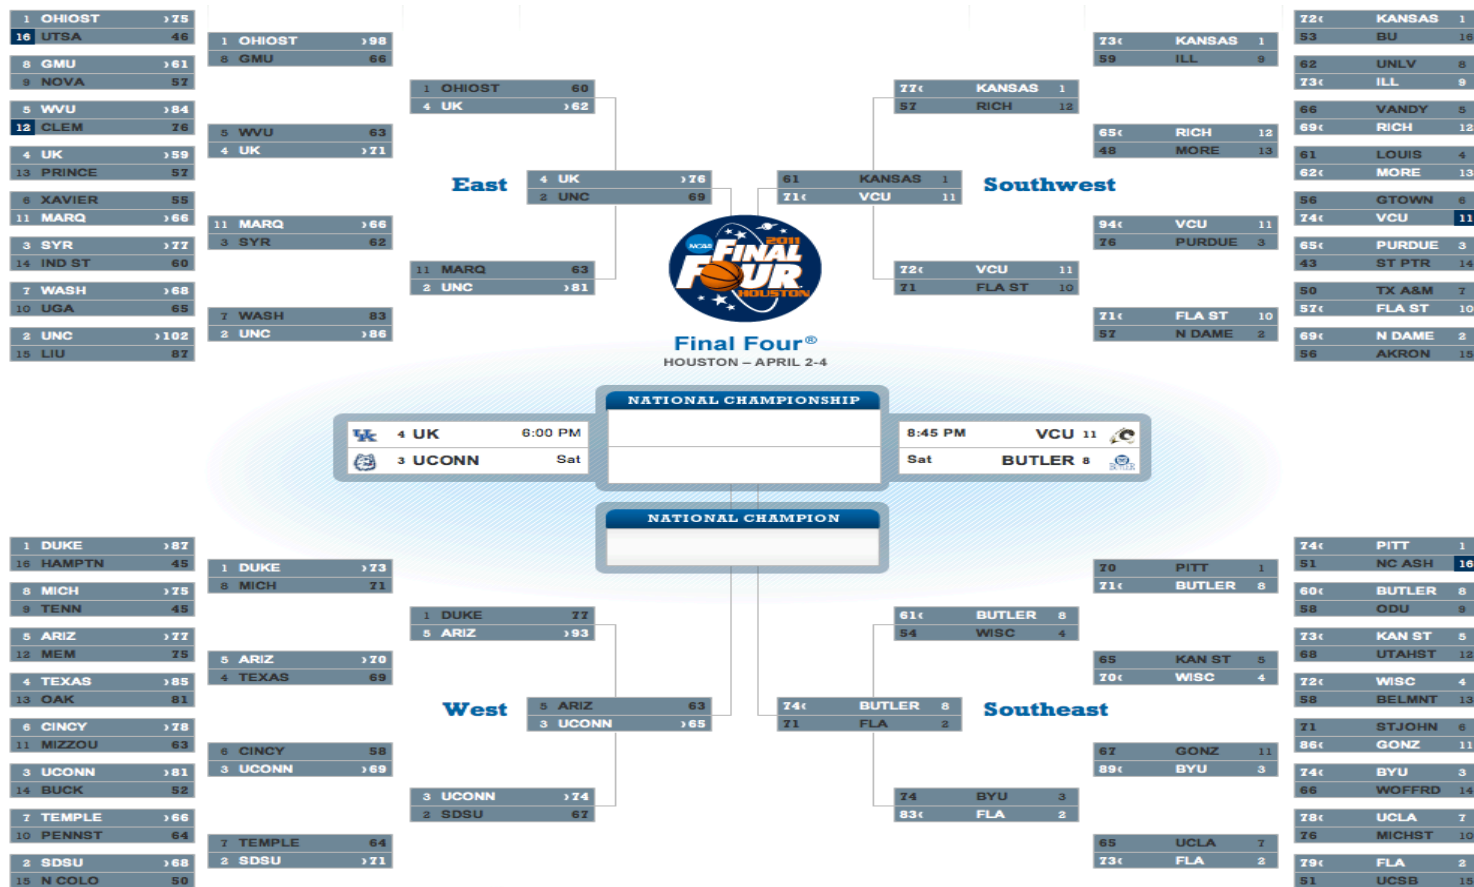 1 OHIOST 75
16 UTSA 46
8 GMU 61
9 NOVA 57
5 WVU 84
12 CLEM 76
4 UK 59
13 PRINCE 57
6 XAVIER 55
11 MARQ 66
3 SYR 77
14 IND ST 60
7 WASH 68
10 UGA 65
2 UNC 102
15 LIU 87
1 OHIOST 98
8 GMU 66
5 WVU 63
4 UK 71
11 MARQ 66
3 SYR 62
7 WASH 83
2 UNC 86
1 OHIOST 60
4 UK 62
11 MARQ 63
2 UNC 81
East
4 UK 76
2 UNC 69
61 KANSAS 1
71 VCU 11
Southwest
77 KANSAS 1
57 RICH 12
72 VCU 11
71 FLA ST 10
73 KANSAS 1
59 ILL 9
65 RICH 12
48 MORE 13
94 VCU 11
76 PURDUE 3
71 FLA ST 10
57 N DAME 2
72 KANSAS 1
53 BU 16
62 UNLV 8
73 ILL 9
66 VANDY 5
69 RICH 12
61 LOUIS 4
62 MORE 13
56 GTOWN 6
74 VCU 11
65 PURDUE 3
43 ST PTR 14
50 TX A&M 7
57 FLA ST 10
69 N DAME 2
56 AKRON 15
2011
NCAA
FINAL
FOUR
HOUSTON
Final Four®
HOUSTON – APRIL 2-4
NATIONAL CHAMPIONSHIP
UK 4 UK 6:00 PM
3 UCONN Sat
8:45 PM VCU 11
Sat BUTLER 8
BUTLER
NATIONAL CHAMPION
1 DUKE 87
16 HAMPTN 45
8 MICH 75
9 TENN 45
5 ARIZ 77
12 MEM 75
4 TEXAS 85
13 OAK 81
6 CINCY 78
11 MIZZOU 63
3 UCONN 81
14 BUCK 52
7 TEMPLE 66
10 PENNST 64
2 SDSU 68
15 N COLO 50
1 DUKE 73
8 MICH 71
5 ARIZ 70
4 TEXAS 69
6 CINCY 58
3 UCONN 69
7 TEMPLE 64
2 SDSU 71
1 DUKE 77
5 ARIZ 93
3 UCONN 74
2 SDSU 67
West
5 ARIZ 63
3 UCONN 65
74 BUTLER 8
71 FLA 2
Southeast
61 BUTLER 8
54 WISC 4
74 BYU 3
83 FLA 2
70 PITT 1
71 BUTLER 8
65 KAN ST 5
70 WISC 4
67 GONZ 11
89 BYU 3
65 UCLA 7
73 FLA 2
74 PITT 1
51 NC ASH 16
60 BUTLER 8
58 ODU 9
73 KAN ST 5
68 UTAHST 12
72 WISC 4
58 BELMNT 13
71 STJOHN 6
86 GONZ 11
74 BYU 3
66 WOFFRD 14
78 UCLA 7
76 MICHST 10
79 FLA 2
51 UCSB 15